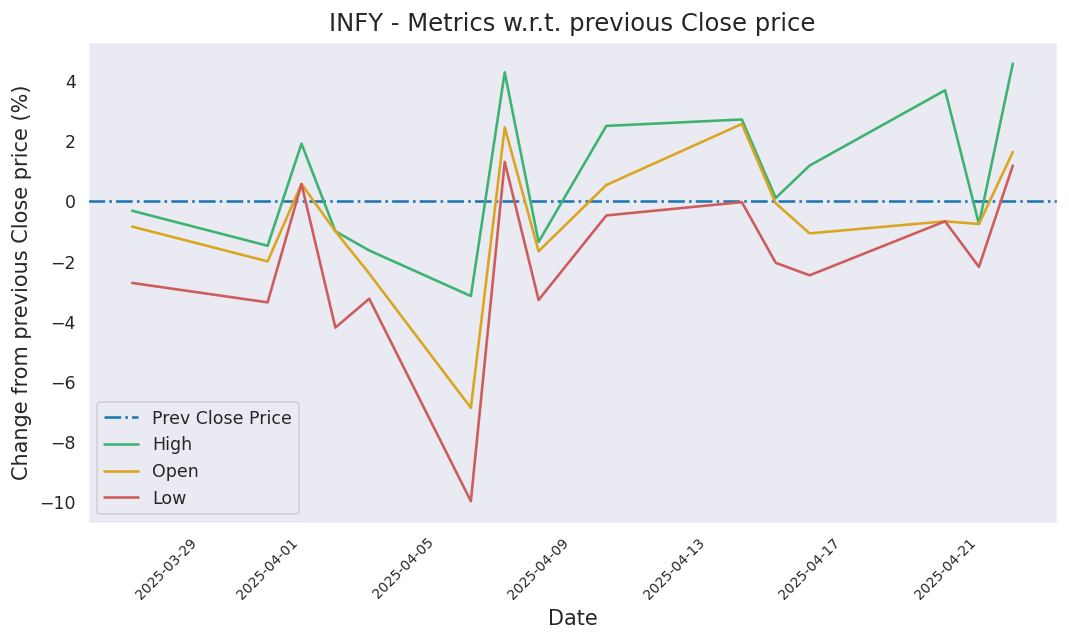 INFY - Metrics w.r.t. previous Close price
Change from previous Close price (%)
4
2
0
−2
−4
−6
−8
−10
Prev Close Price
High
Open
Low
2025-03-29
2025-04-01
2025-04-05
2025-04-09
2025-04-13
2025-04-17
2025-04-21
Date